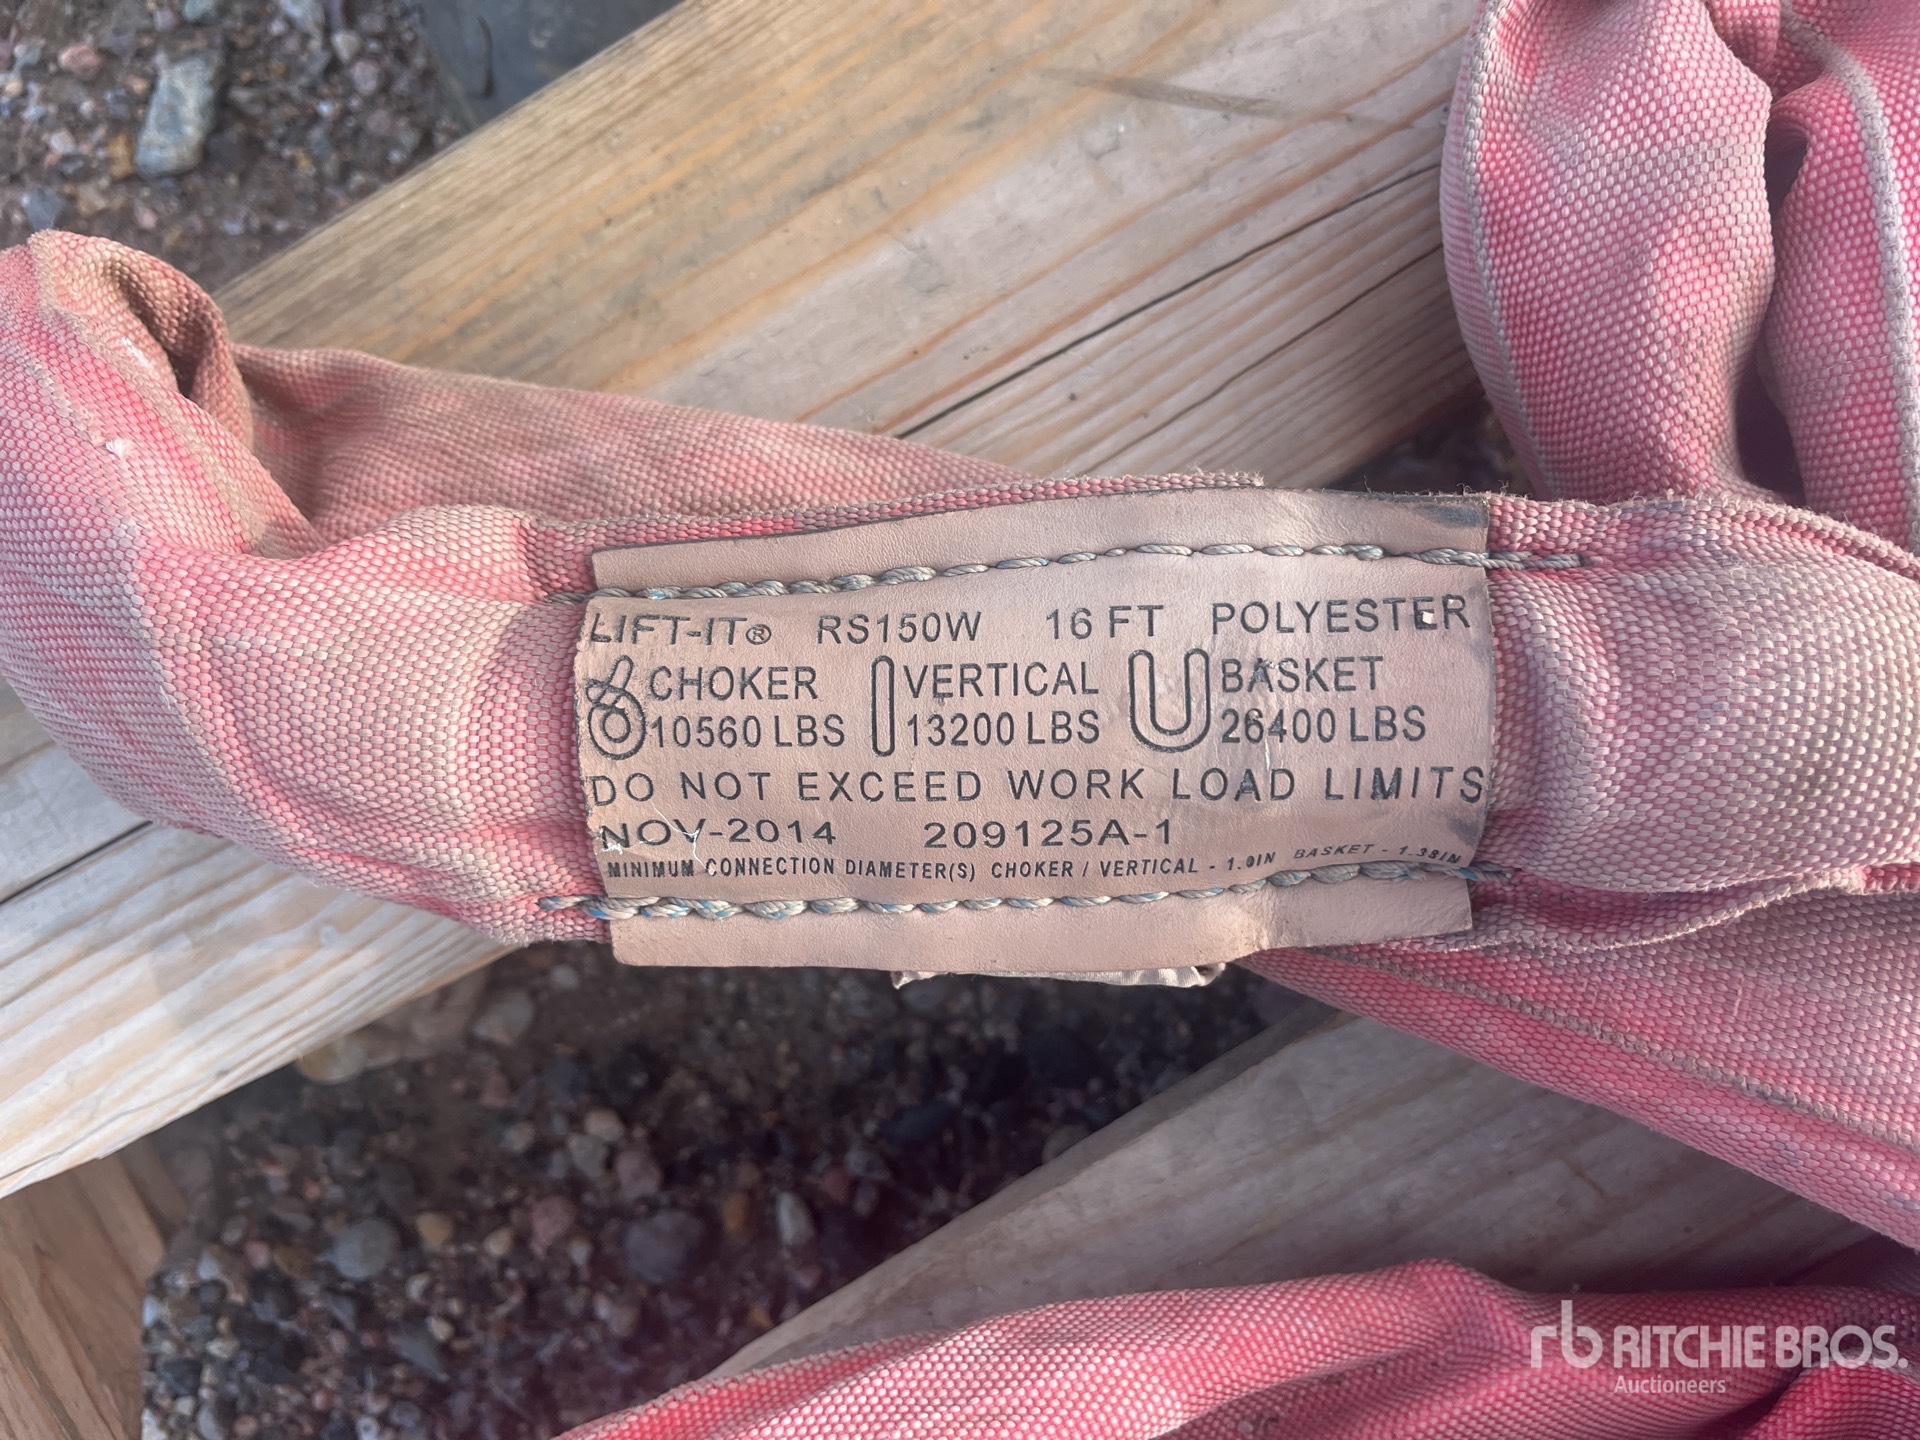 LIFT-IT® RS150W 16 FT POLYESTER
CHOKER VERTICAL BASKET
10560 LBS 13200 LBS 26400 LBS
DO NOT EXCEED WORK LOAD LIMITS
NOV-2014 209125A-1
MINIMUM CONNECTION DIAMETER(S) CHOKER / VERTICAL - 1.0IN BASKET - 1.38IN
rb RITCHIE BROS.
Auctioneers